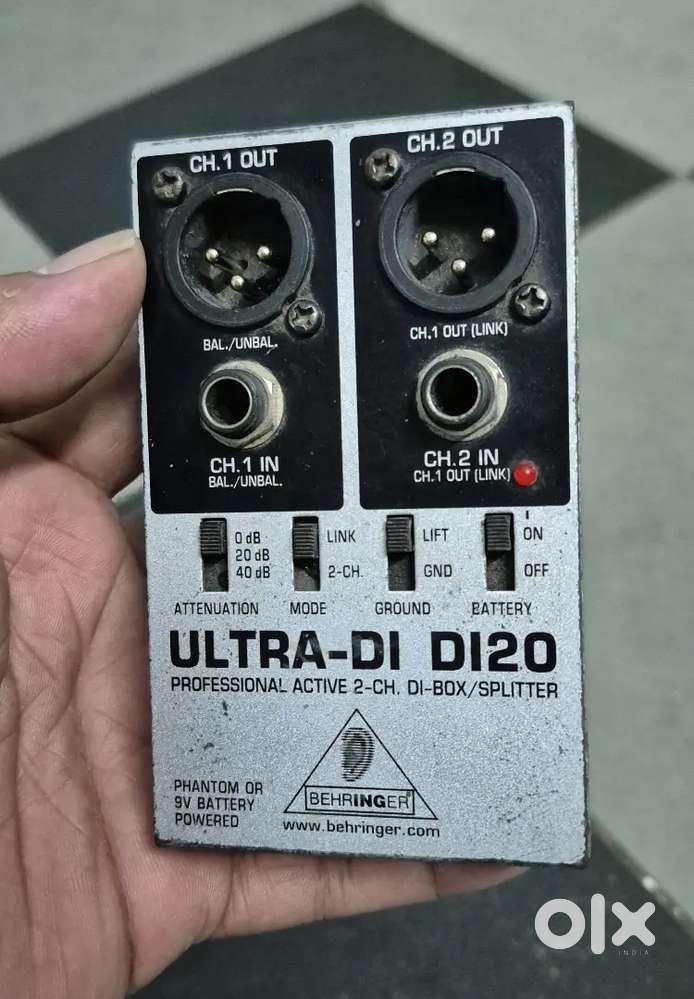 CH.1 OUT
BAL./UNBAL.
CH.1 IN
BAL./UNBAL.
CH.2 OUT
CH.1 OUT (LINK)
CH.2 IN
CH.1 OUT (LINK)
0 dB
20 dB
40 dB
ATTENUATION
LINK
2-CH.
MODE
LIFT
GND
GROUND
ON
OFF
BATTERY
ULTRA-DI DI20
PROFESSIONAL ACTIVE 2-CH. DI-BOX/SPLITTER
PHANTOM OR
9V BATTERY
POWERED
BEHRINGER
www.behringer.com
olx
INDIA